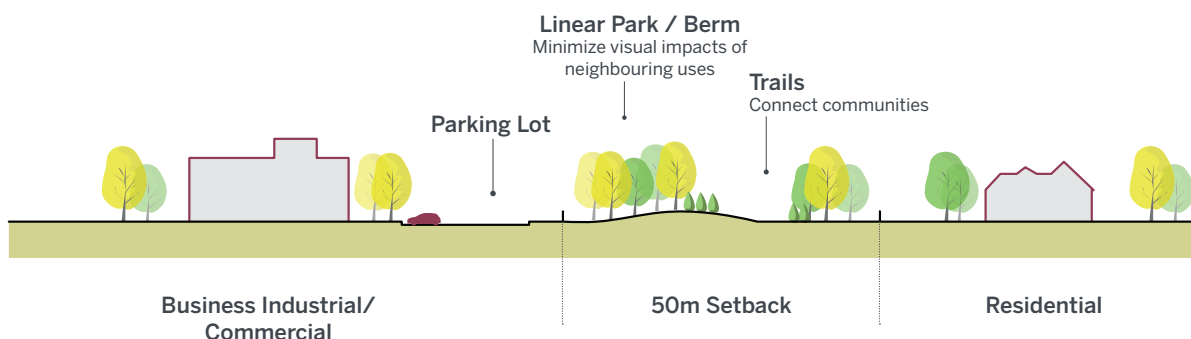 Linear Park / Berm
Minimize visual impacts of
neighbouring uses
Trails
Connect communities
Parking Lot
Business Industrial/
Commercial
50m Setback
Residential